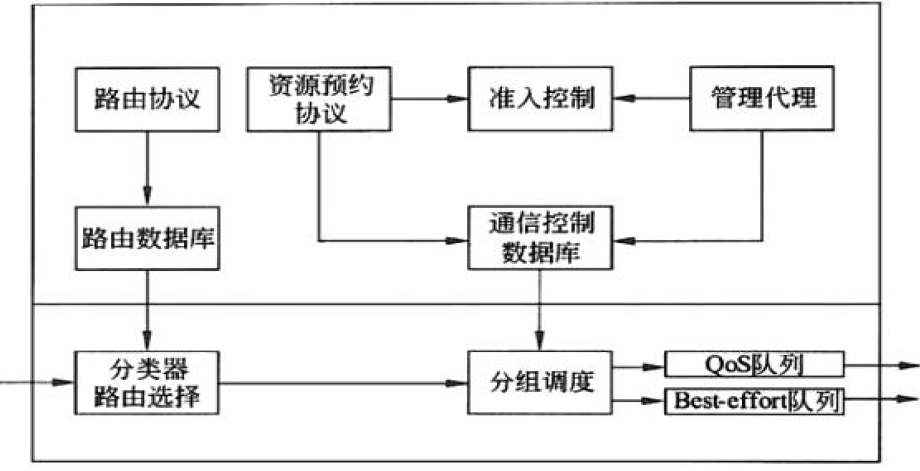 路由协议
资源预约
协议
准入控制
管理代理
路由数据库
通信控制
数据库
分类器
路由选择
分组调度
QoS队列
Best-effort队列